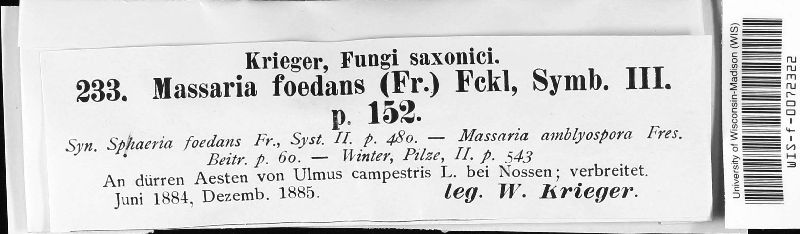 Krieger, Fungi saxonici.
233. Massaria foedans (Fr.) Fckl, Symb. III.
p. 152.
Syn. Sphaeria foedans Fr., Syst. II. p. 480. — Massaria amblyospora Fres.
Beitr. p. 60. — Winter, Pilze, II. p. 543
An dürren Aesten von Ulmus campestris L. bei Nossen; verbreitet.
Juni 1884, Dezemb. 1885. leg. W. Krieger.
University of Wisconsin-Madison (WIS)
WIS-f-0072322